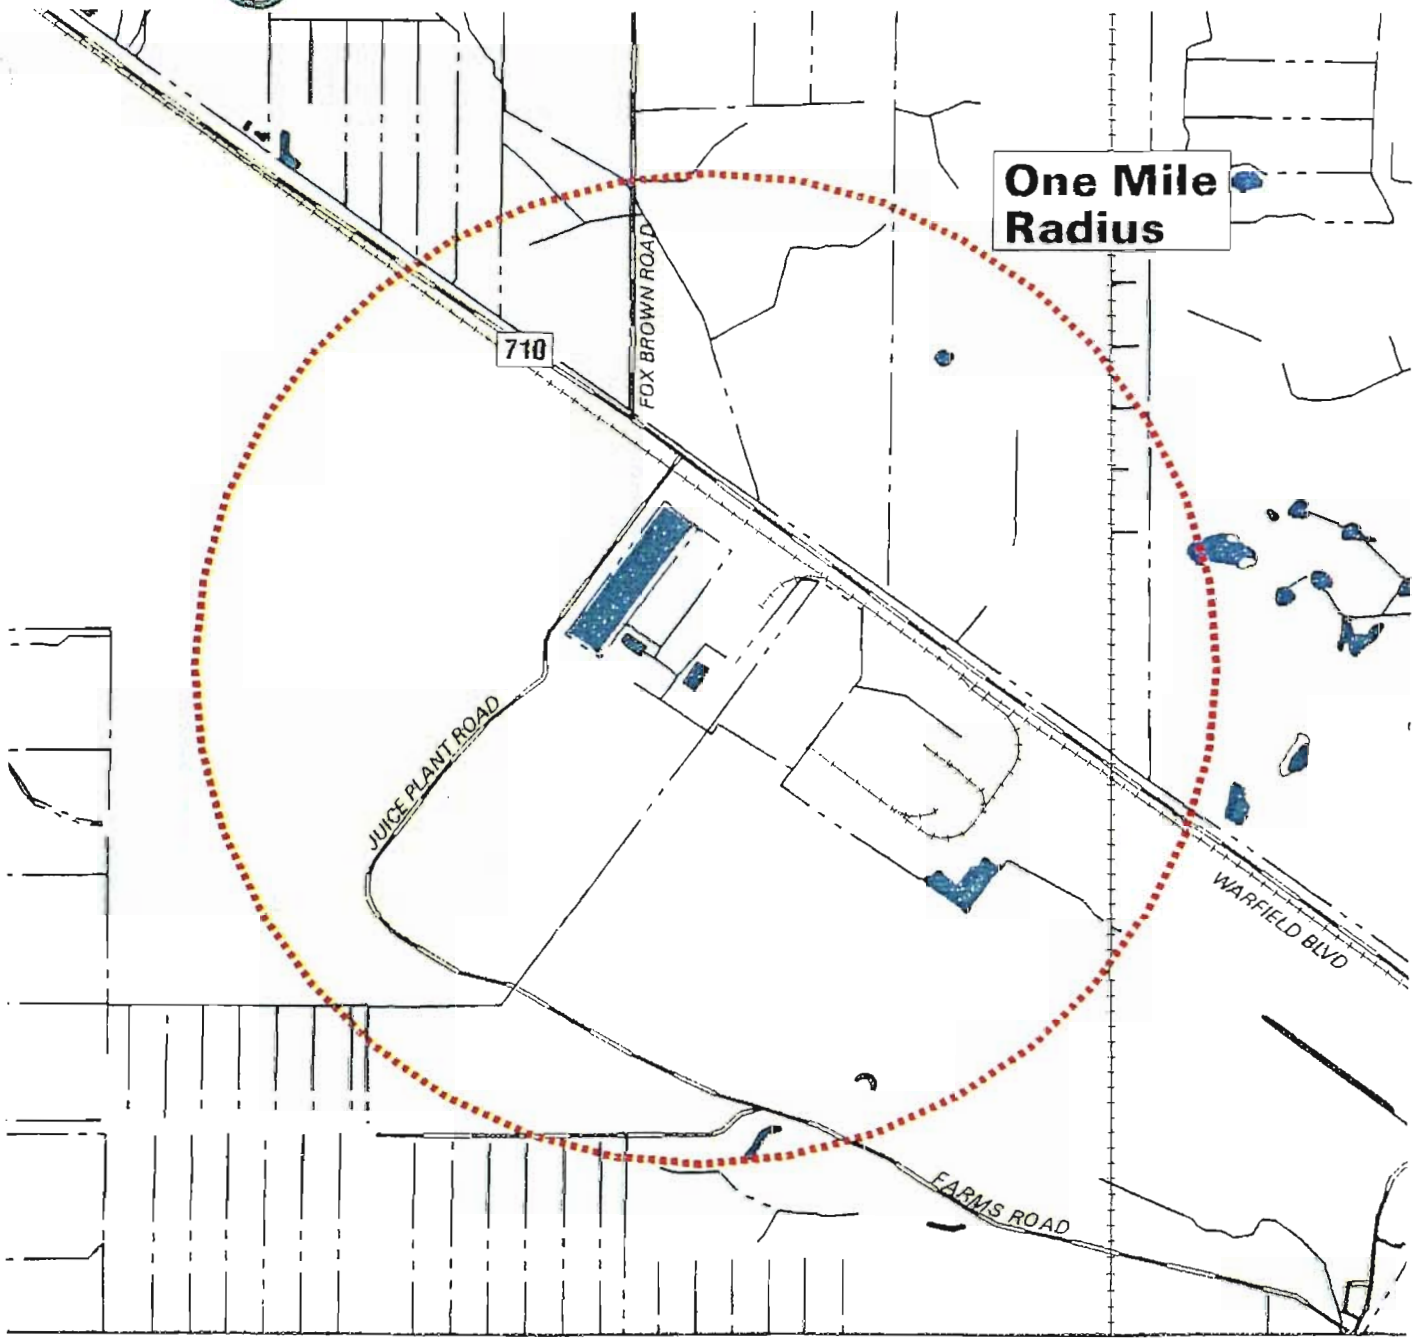 One Mile
Radius
FOX BROWN ROAD
710
JUICE PLANT ROAD
WARFIELD BLVD
FARMS ROAD